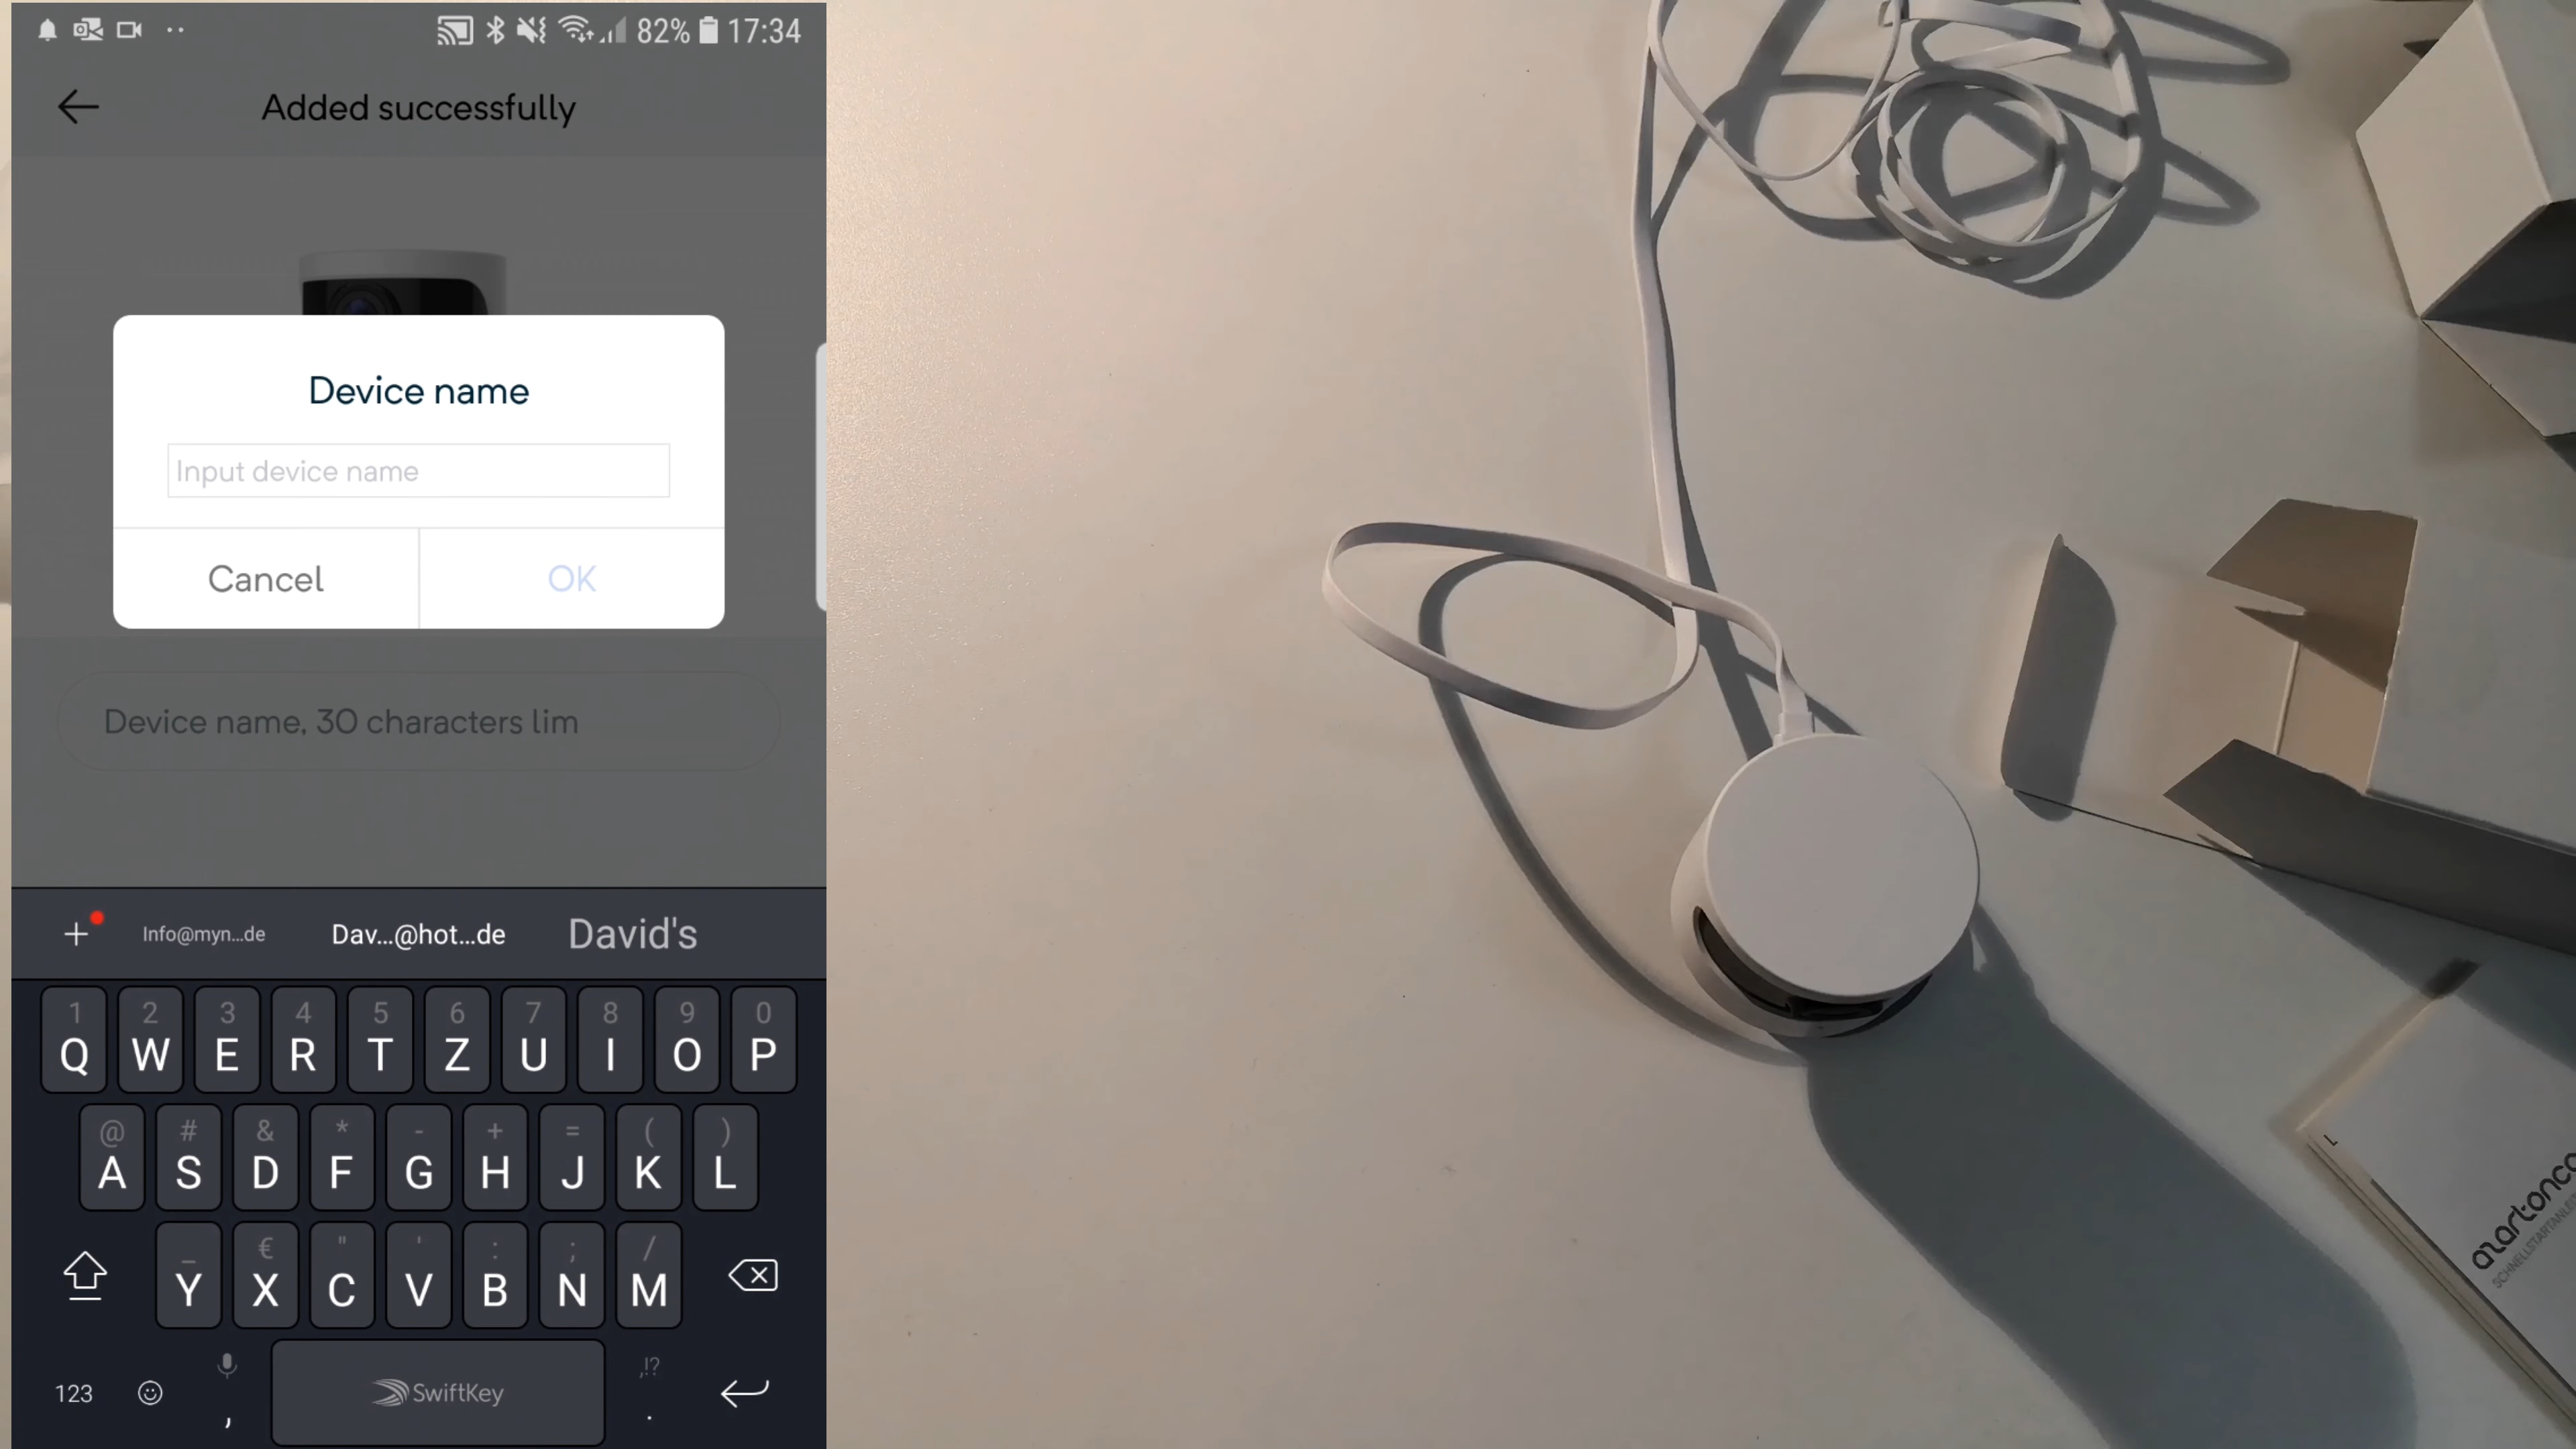 82% 17:34
Added successfully
Device name
Input device name
Cancel OK
Device name, 30 characters lim
+ Info@myn...de Dav...@hot...de David's
1 2 3 4 5 6 7 8 9 0
Q W E R T Z U I O P
@ # & * - + = ( )
A S D F G H J K L
_ € " ' : ; /
Y X C V B N M
,!?
123 , SwiftKey .
L
azartonco